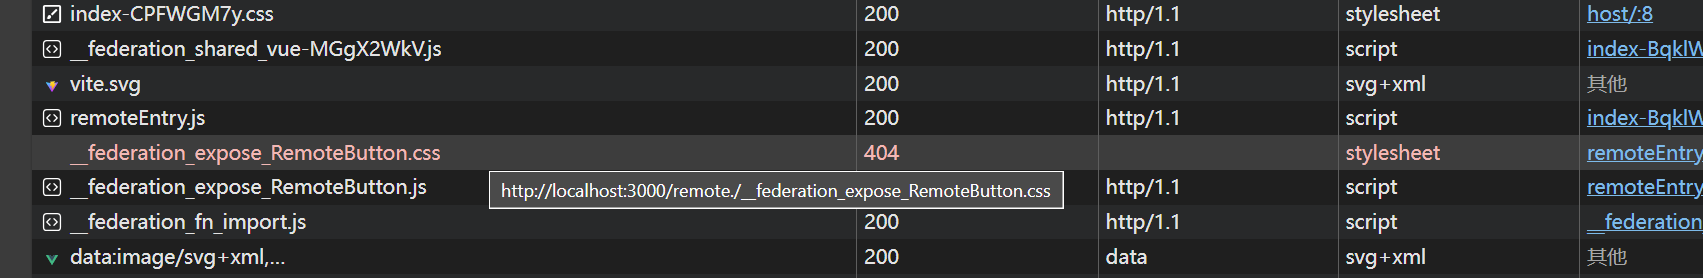 index-CPFWGM7y.css 200 http/1.1 stylesheet host/:8
__federation_shared_vue-MGgX2WkV.js 200 http/1.1 script index-BqklW
vite.svg 200 http/1.1 svg+xml 其他
remoteEntry.js 200 http/1.1 script index-BqklW
__federation_expose_RemoteButton.css 404 stylesheet remoteEntry
__federation_expose_RemoteButton.js http/1.1 script remoteEntry
http://localhost:3000/remote./__federation_expose_RemoteButton.css
__federation_fn_import.js 200 http/1.1 script __federation
data:image/svg+xml,... 200 data svg+xml 其他